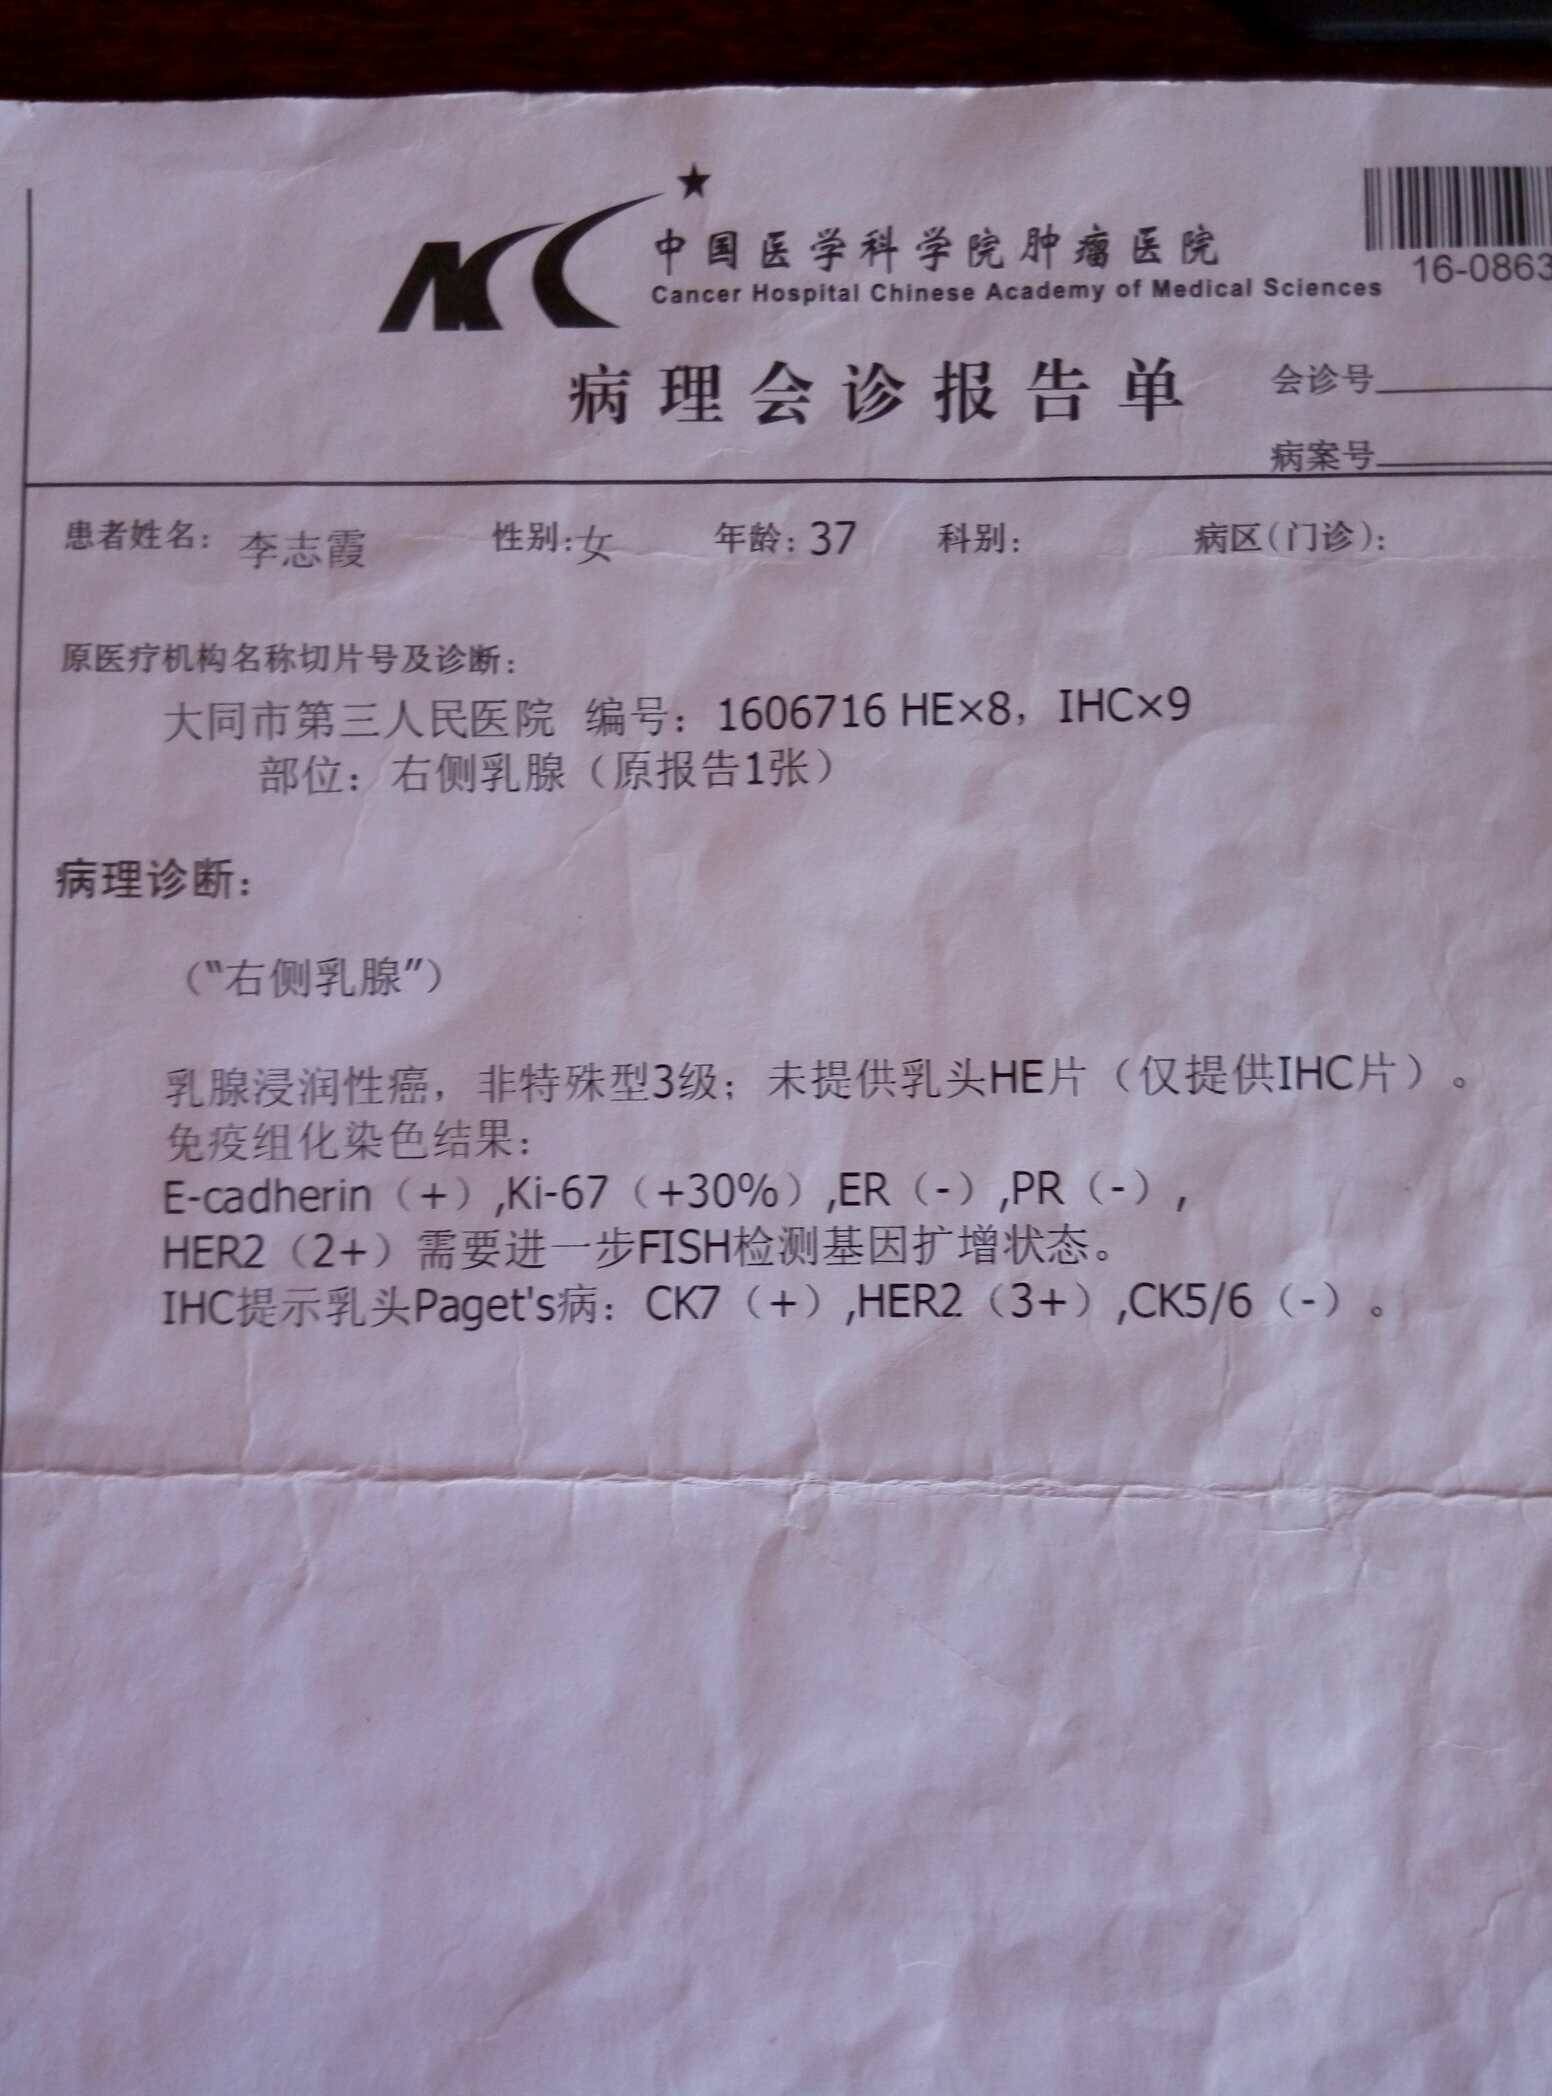 中国医学科学院肿瘤医院
Cancer Hospital Chinese Academy of Medical Sciences
16-0863
病理会诊报告单
会诊号
病案号
患者姓名: 李志霞 性别:女 年龄: 37 科别: 病区(门诊):
原医疗机构名称切片号及诊断:
大同市第三人民医院 编号: 1606716 HE×8, IHC×9
部位: 右侧乳腺（原报告1张）
病理诊断:
（“右侧乳腺”）
乳腺浸润性癌，非特殊型3级；未提供乳头HE片（仅提供IHC片）。
免疫组化染色结果:
E-cadherin（+）,Ki-67（+30%）,ER（-）,PR（-）,
HER2（2+）需要进一步FISH检测基因扩增状态。
IHC提示乳头Paget's病: CK7（+）,HER2（3+）,CK5/6（-）。